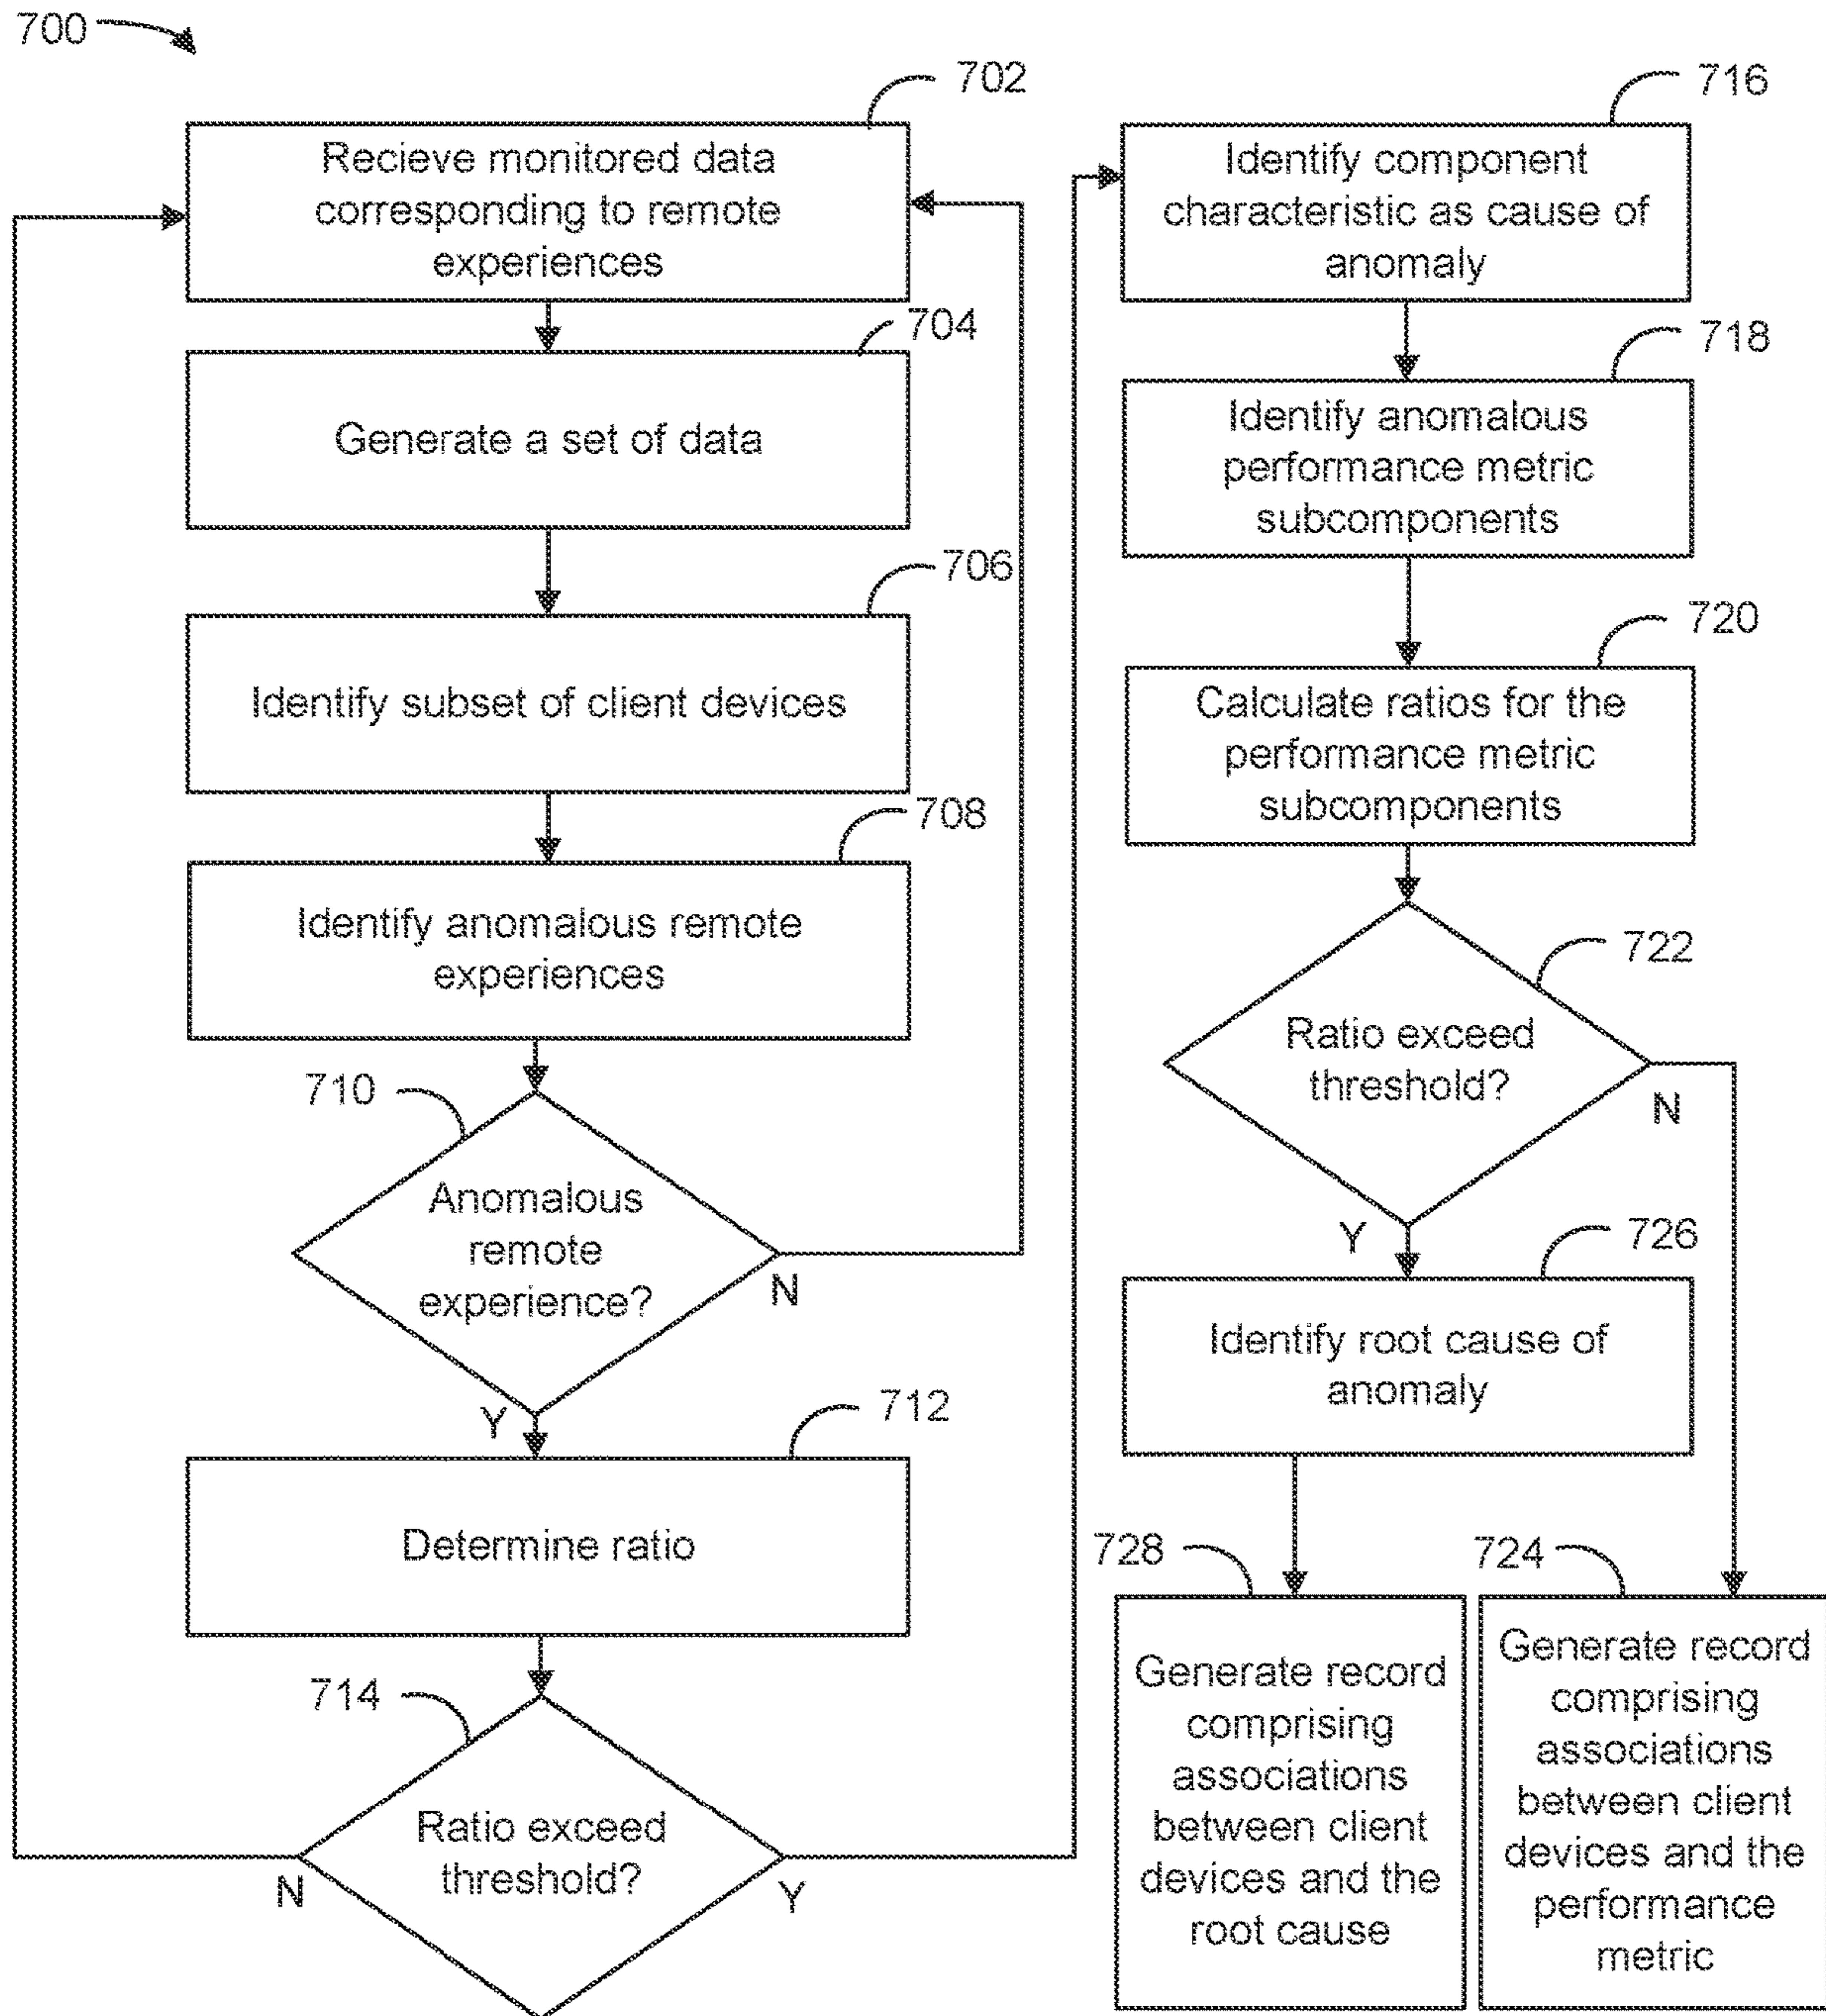 700
702
Recieve monitored data
corresponding to remote
experiences
704
Generate a set of data
706
Identify subset of client devices
708
Identify anomalous remote
experiences
710
Anomalous
remote
experience?
N
Y
712
Determine ratio
714
Ratio exceed
threshold?
N
Y
716
Identify component
characteristic as cause of
anomaly
718
Identify anomalous
performance metric
subcomponents
720
Calculate ratios for the
performance metric
subcomponents
722
Ratio exceed
threshold?
N
Y
726
Identify root cause of
anomaly
728
Generate record
comprising
associations
between client
devices and the
root cause
724
Generate record
comprising
associations
between client
devices and the
performance
metric